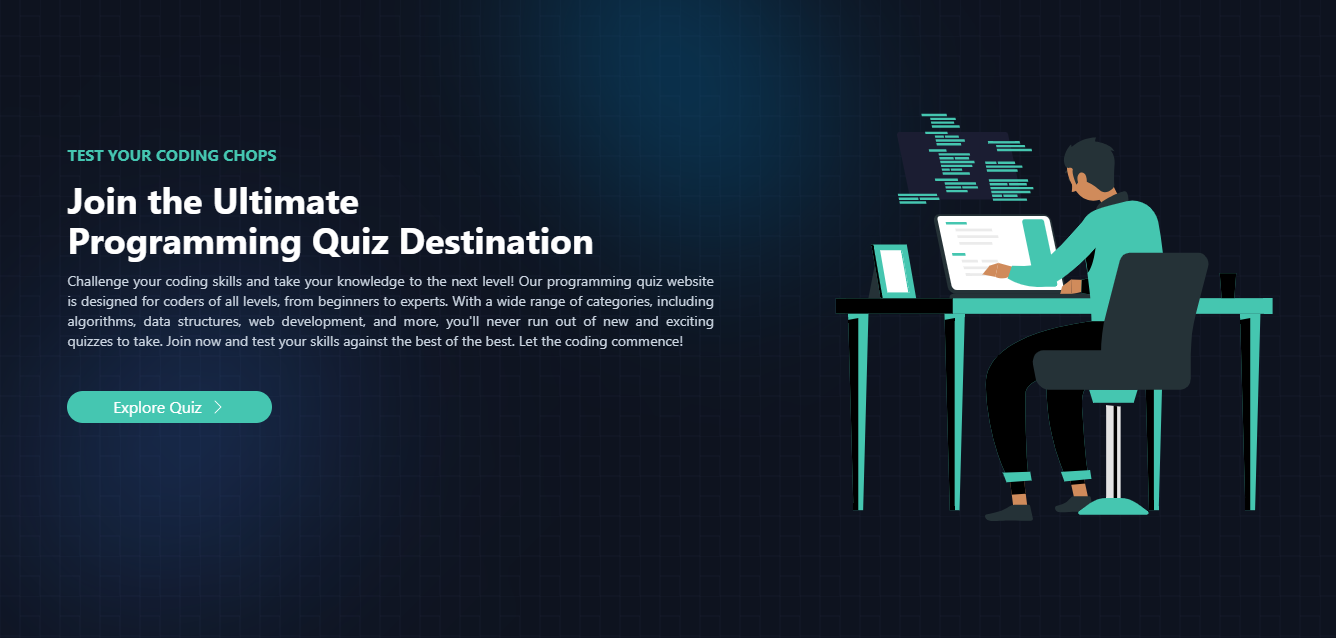 TEST YOUR CODING CHOPS
Join the Ultimate
Programming Quiz Destination
Challenge your coding skills and take your knowledge to the next level! Our programming quiz website
is designed for coders of all levels, from beginners to experts. With a wide range of categories, including
algorithms, data structures, web development, and more, you'll never run out of new and exciting
quizzes to take. Join now and test your skills against the best of the best. Let the coding commence!
Explore Quiz